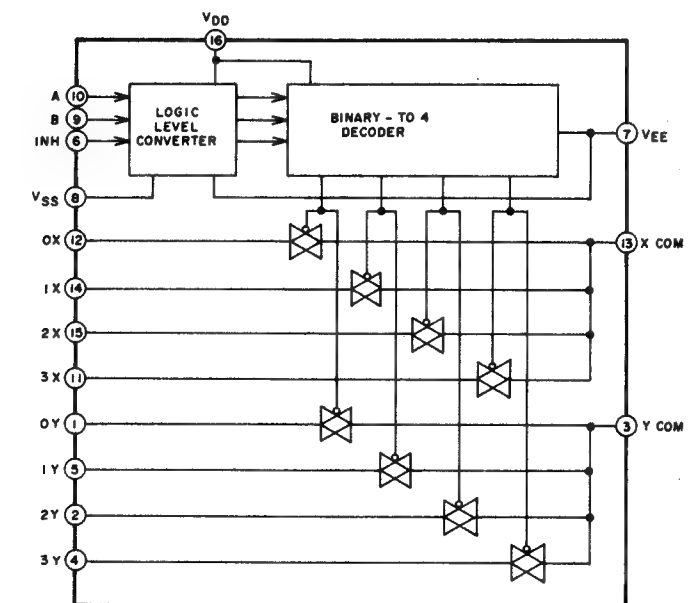 VDD
16
A 10
B 9
INH 6
LOGIC
LEVEL
CONVERTER
BINARY - TO 4
DECODER
7 VEE
VSS 8
0X 12
13 X COM
1X 14
2X 15
3X 11
0Y 1
3 Y COM
1Y 5
2Y 2
3Y 4